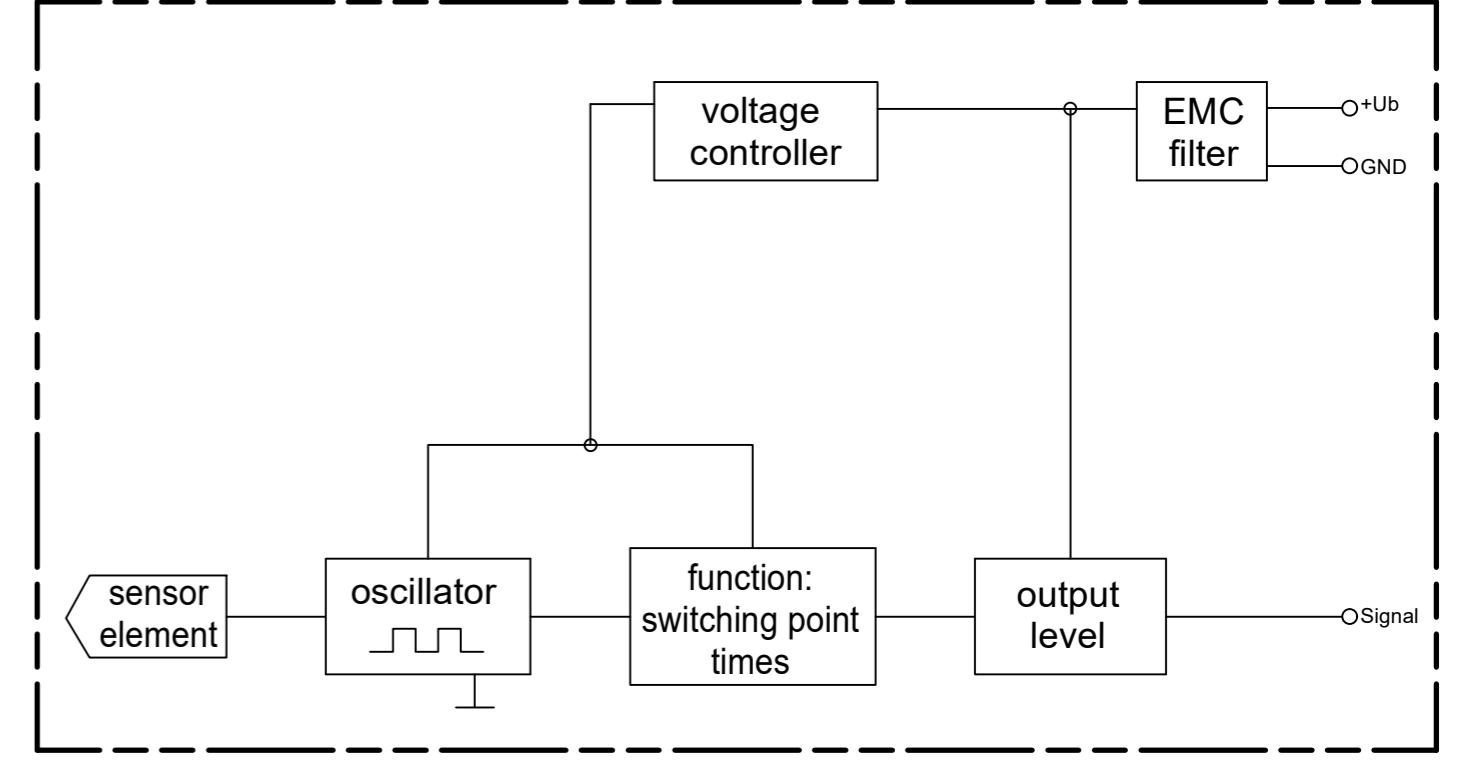 voltage
controller
EMC
filter
+Ub
GND
sensor
element
oscillator
function:
switching point
times
output
level
Signal